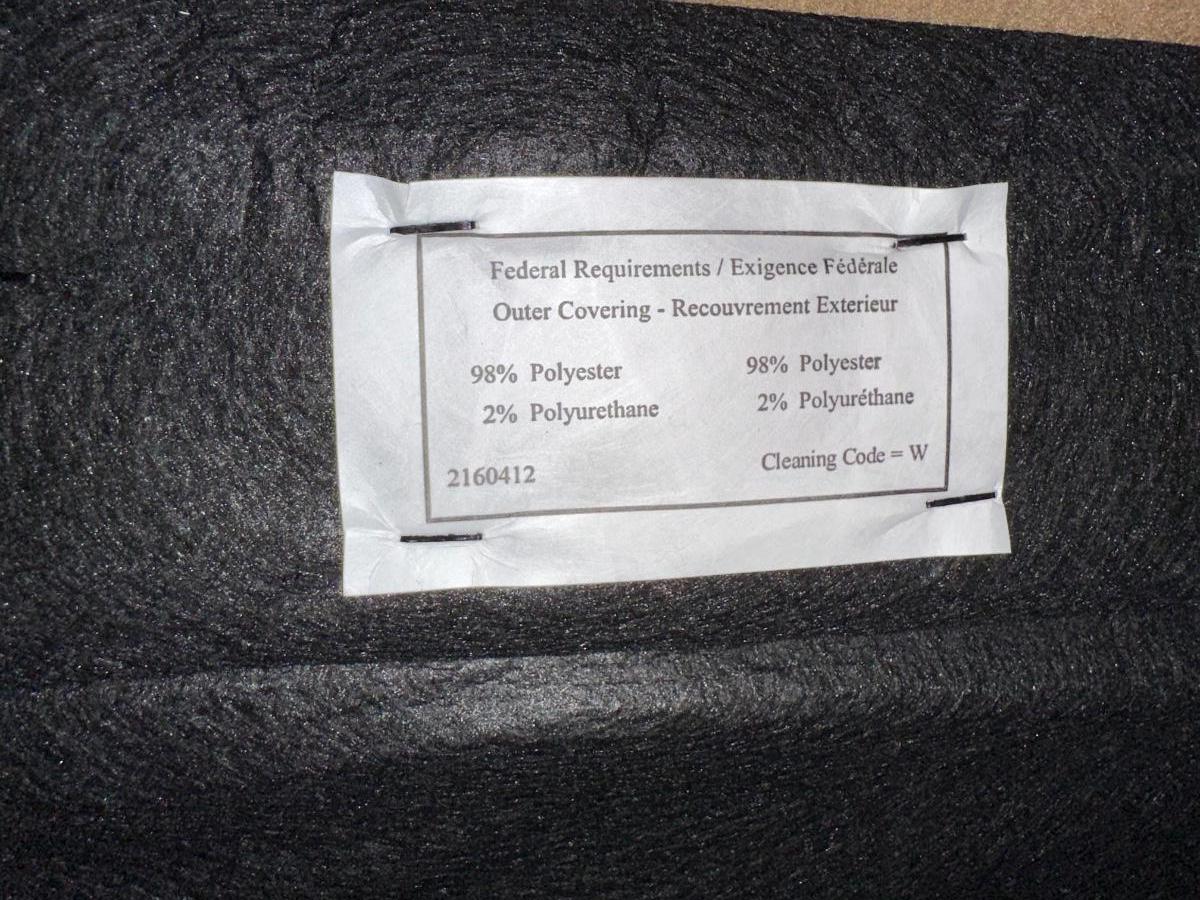 Federal Requirements / Exigence Fédérale
Outer Covering - Recouvrement Exterieur
98% Polyester 98% Polyester
2% Polyurethane 2% Polyuréthane
2160412 Cleaning Code = W